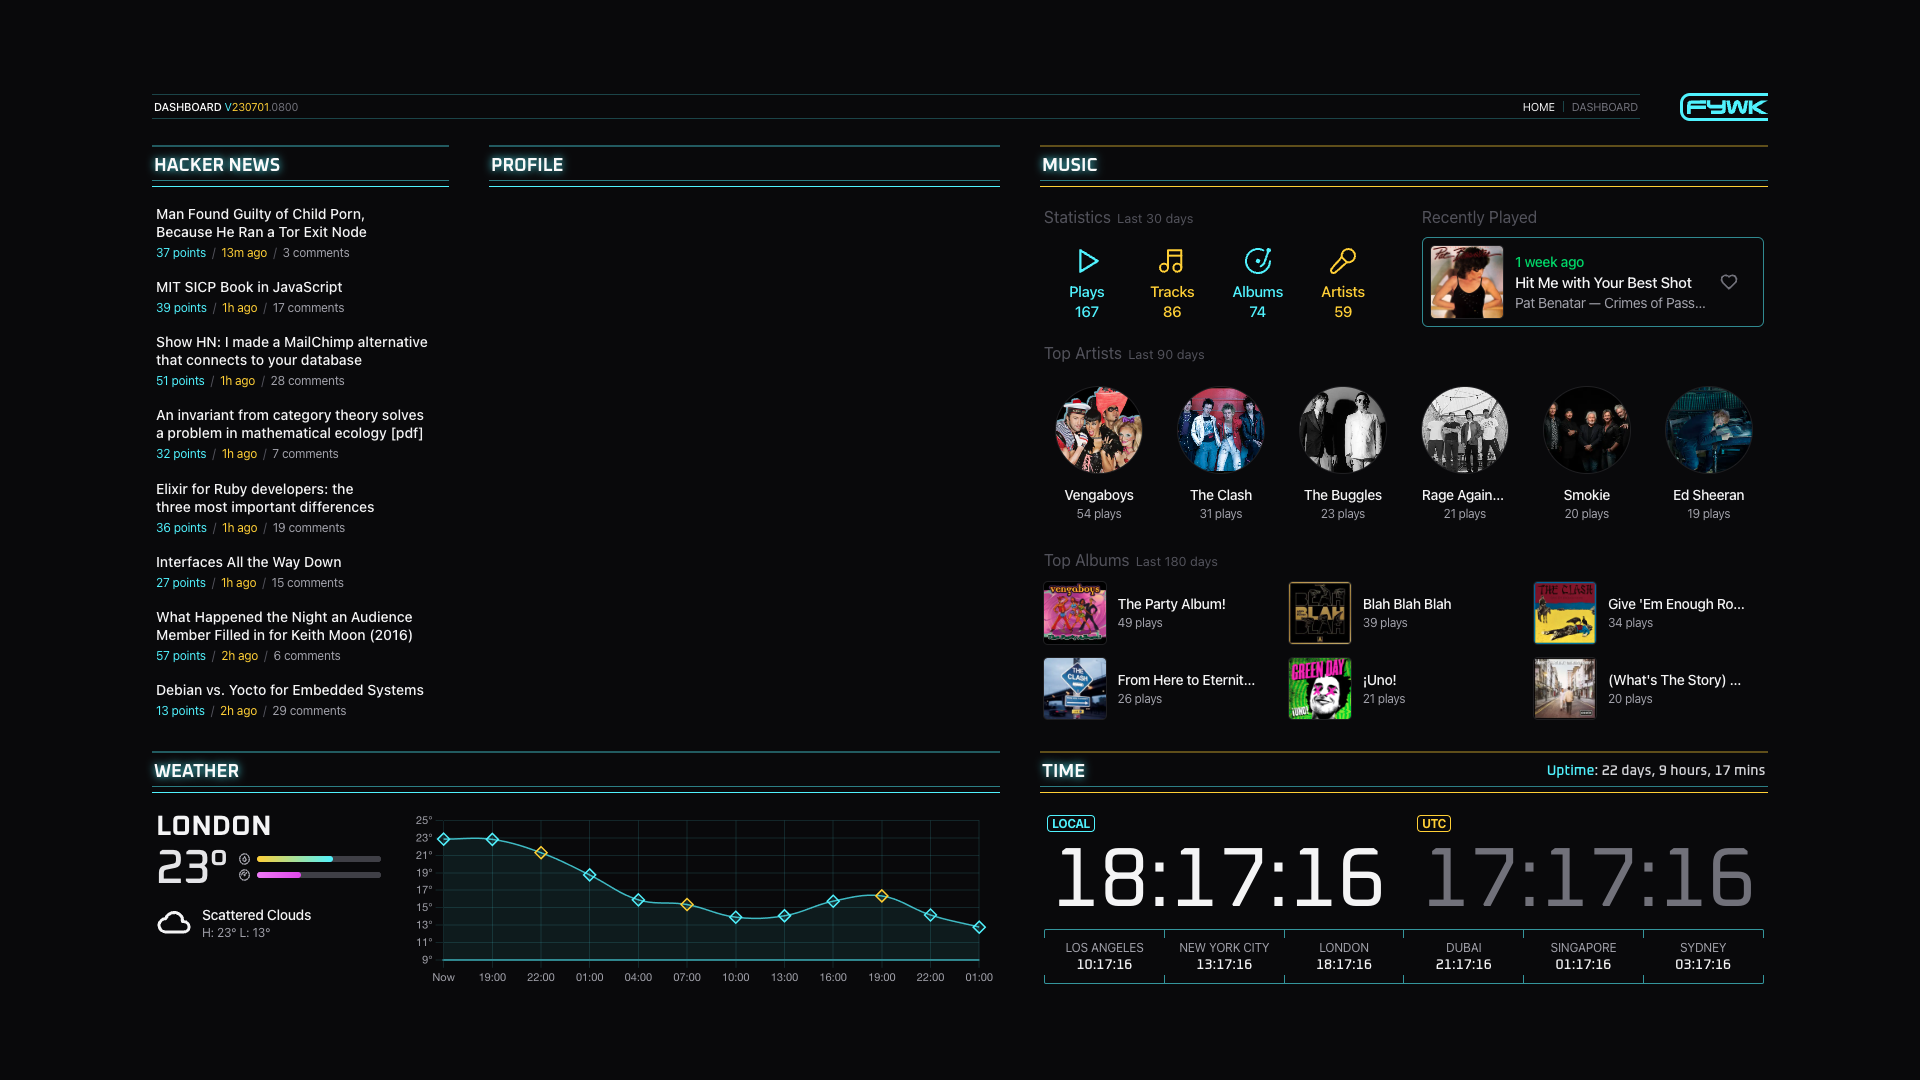 DASHBOARD V230701.0800
HOME | DASHBOARD
FYWK
HACKER NEWS
Man Found Guilty of Child Porn,
Because He Ran a Tor Exit Node
37 points / 13m ago / 3 comments
MIT SICP Book in JavaScript
39 points / 1h ago / 17 comments
Show HN: I made a MailChimp alternative
that connects to your database
51 points / 1h ago / 28 comments
An invariant from category theory solves
a problem in mathematical ecology [pdf]
32 points / 1h ago / 7 comments
Elixir for Ruby developers: the
three most important differences
36 points / 1h ago / 19 comments
Interfaces All the Way Down
27 points / 1h ago / 15 comments
What Happened the Night an Audience
Member Filled in for Keith Moon (2016)
57 points / 2h ago / 6 comments
Debian vs. Yocto for Embedded Systems
13 points / 2h ago / 29 comments
PROFILE
MUSIC
Statistics Last 30 days
Plays
167
Tracks
86
Albums
74
Artists
59
Recently Played
1 week ago
Hit Me with Your Best Shot
Pat Benatar — Crimes of Pass...
Top Artists Last 90 days
Vengaboys
54 plays
The Clash
31 plays
The Buggles
23 plays
Rage Again...
21 plays
Smokie
20 plays
Ed Sheeran
19 plays
Top Albums Last 180 days
vengaboys
The Party Album!
49 plays
BLAH
BLAH
BLAH
Blah Blah Blah
39 plays
THE CLASH
Give 'Em Enough Ro...
34 plays
THE
CLASH
From Here to Eternit...
26 plays
GREEN DAY
¡UNO!
¡Uno!
21 plays
(What's The Story) ...
20 plays
WEATHER
LONDON
23°
Scattered Clouds
H: 23° L: 13°
25°
23°
21°
19°
17°
15°
13°
11°
9°
Now 19:00 22:00 01:00 04:00 07:00 10:00 13:00 16:00 19:00 22:00 01:00
TIME
Uptime: 22 days, 9 hours, 17 mins
LOCAL
18:17:16
UTC
17:17:16
LOS ANGELES
10:17:16
NEW YORK CITY
13:17:16
LONDON
18:17:16
DUBAI
21:17:16
SINGAPORE
01:17:16
SYDNEY
03:17:16